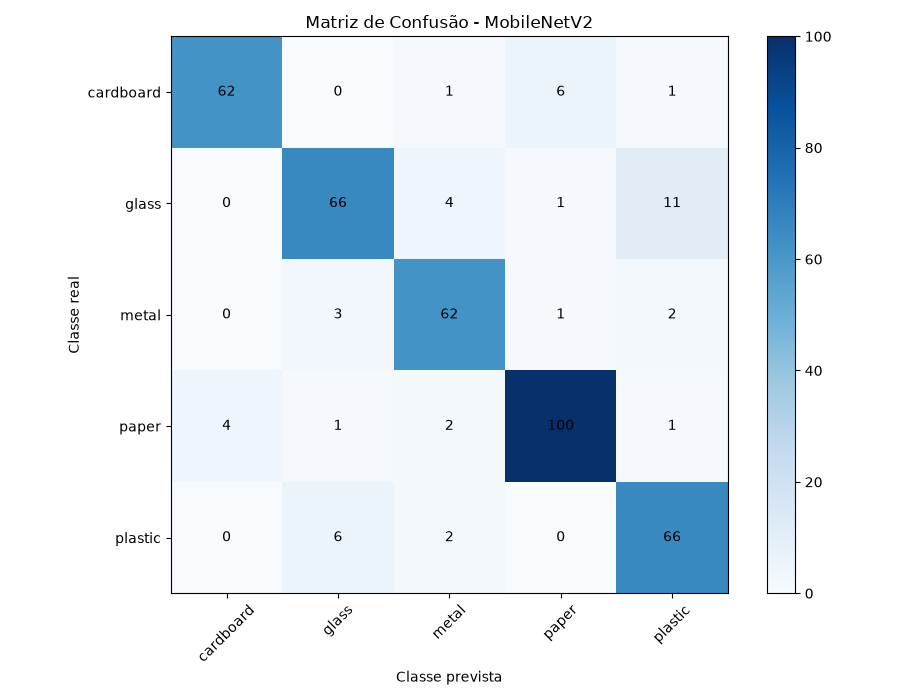 Matriz de Confusão - MobileNetV2
100
cardboard 62 0 1 6 1
80
glass 0 66 4 1 11
60
Classe real
metal 0 3 62 1 2
40
paper 4 1 2 100 1
20
plastic 0 6 2 0 66
0
cardboard glass metal paper plastic
Classe prevista